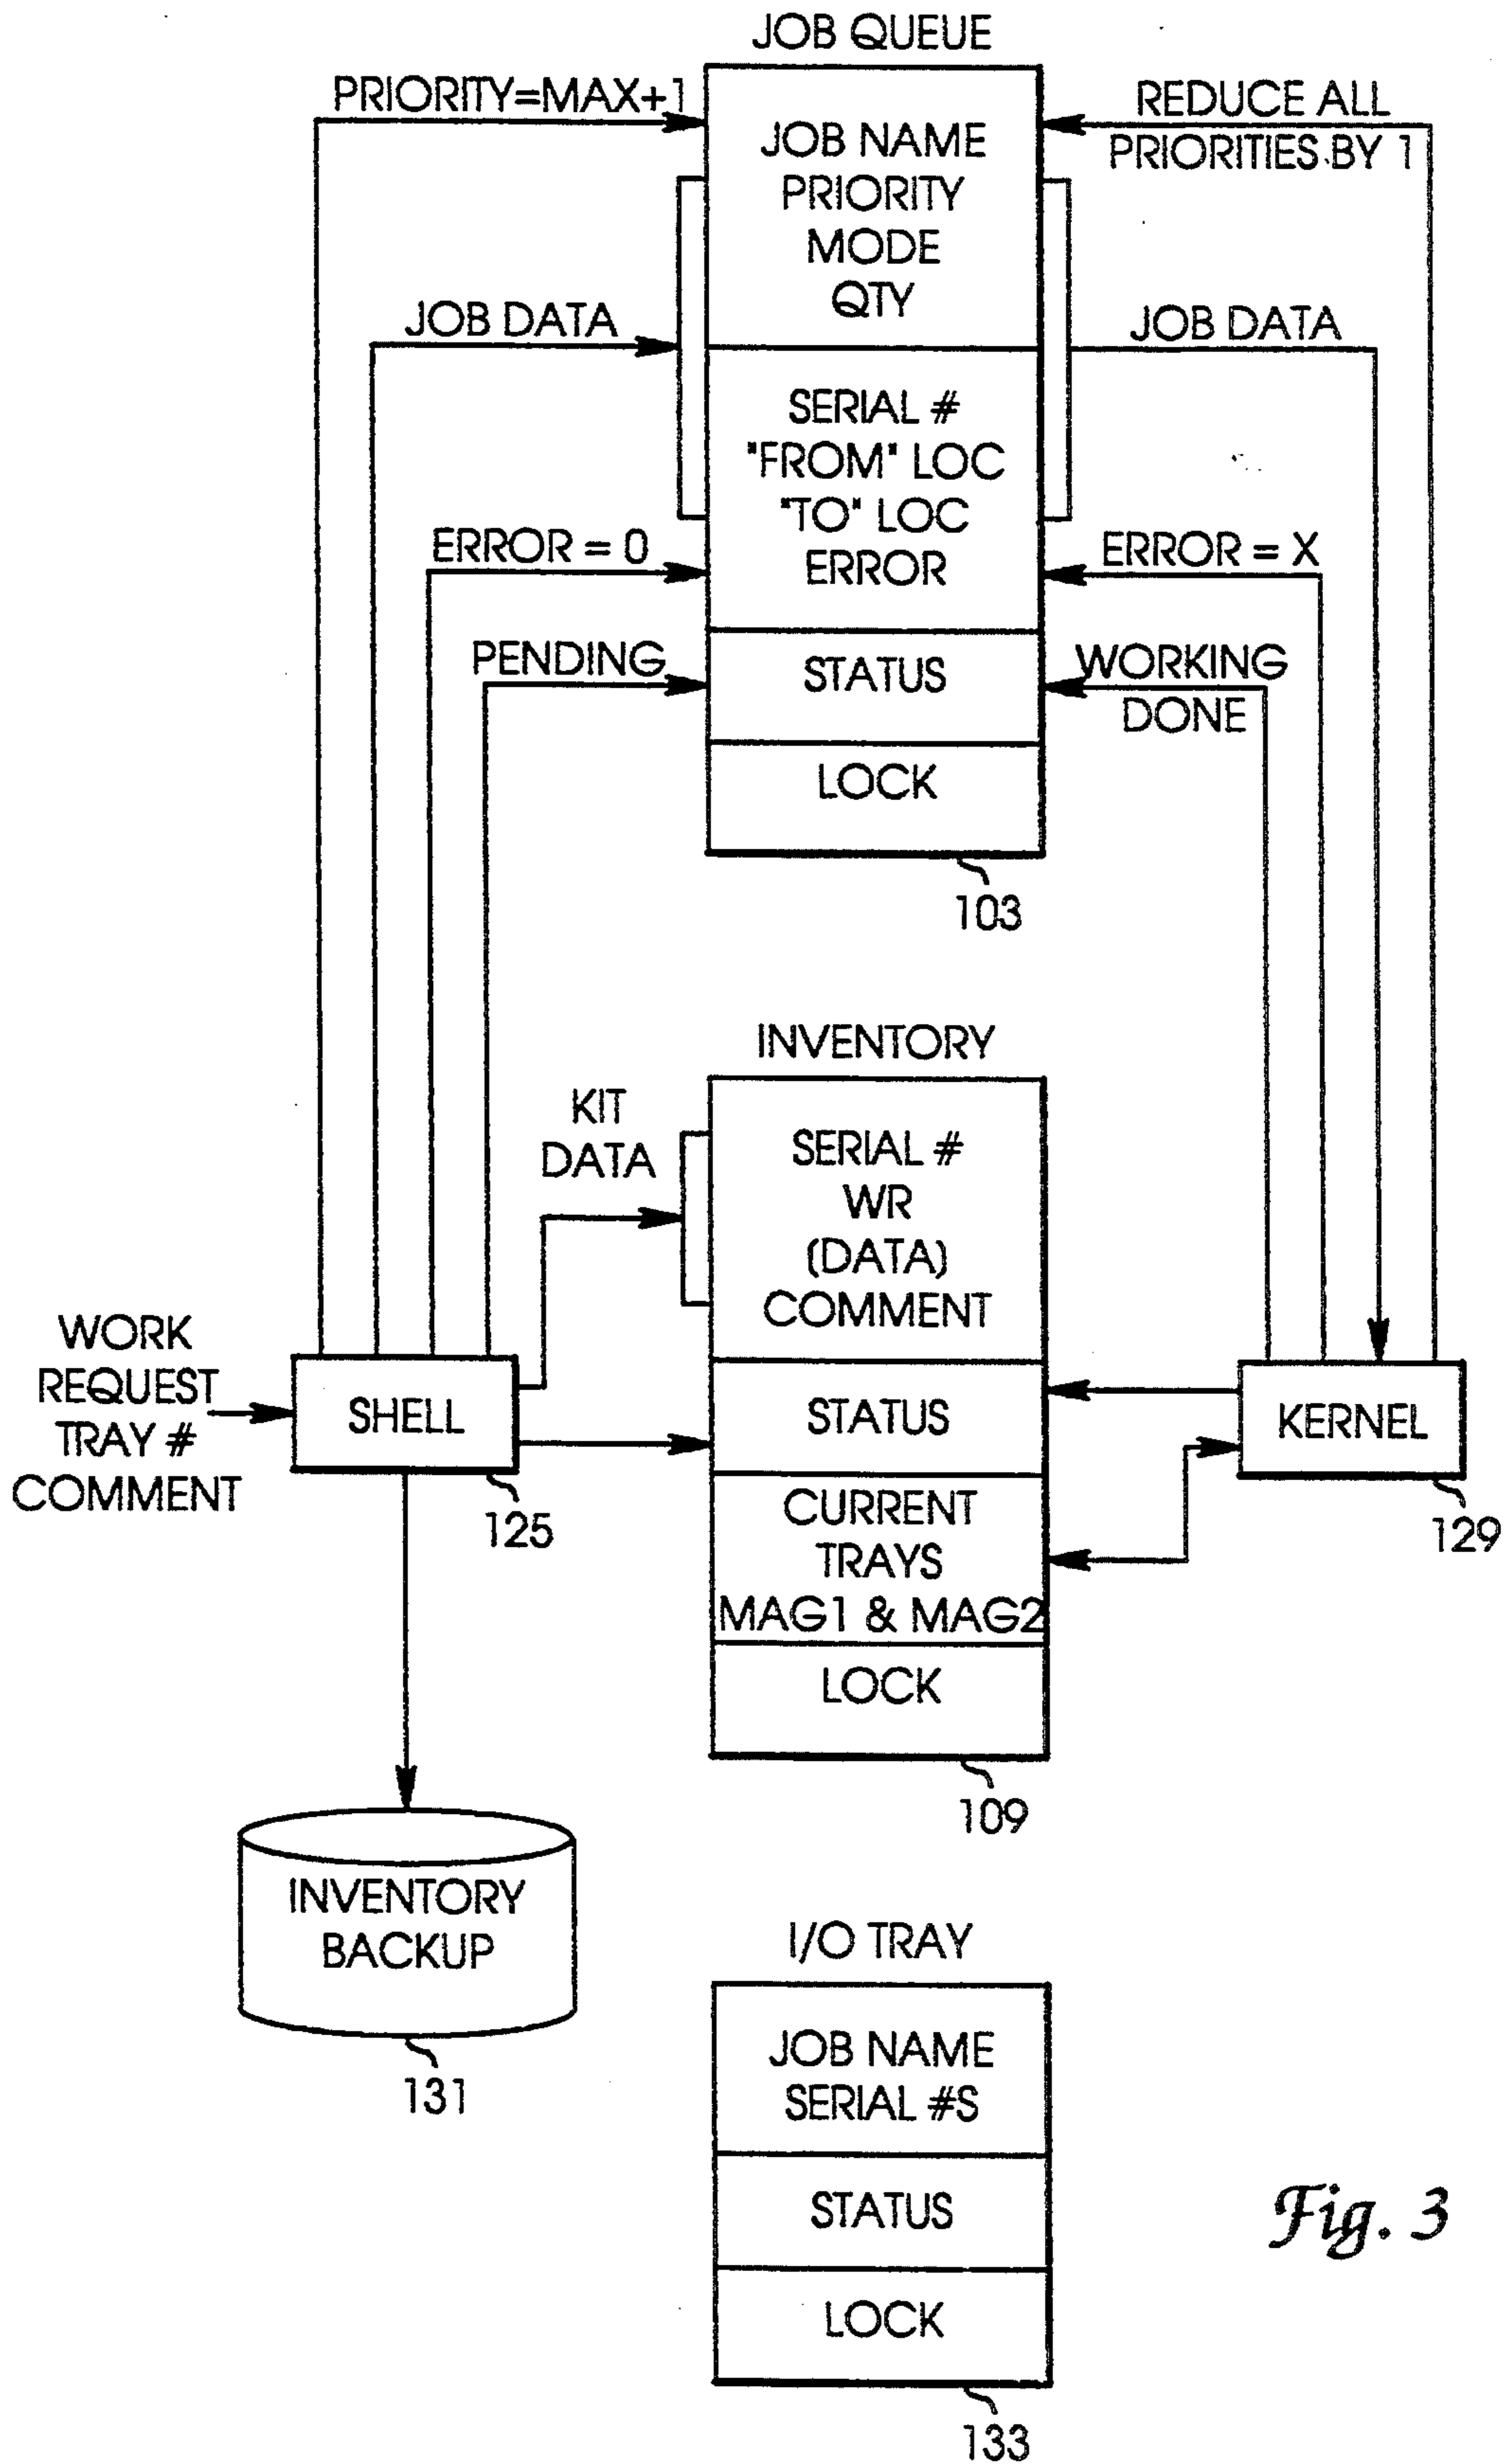 JOB QUEUE
PRIORITY=MAX+1
REDUCE ALL
PRIORITIES BY 1
JOB NAME
PRIORITY
MODE
QTY
JOB DATA
JOB DATA
SERIAL #
"FROM" LOC
"TO" LOC
ERROR
ERROR = 0
ERROR = X
PENDING
STATUS
WORKING
DONE
LOCK
103
INVENTORY
KIT
DATA
SERIAL #
WR
(DATA)
COMMENT
WORK
REQUEST
TRAY #
COMMENT
SHELL
125
STATUS
KERNEL
129
CURRENT
TRAYS
MAG1 & MAG2
LOCK
109
INVENTORY
BACKUP
131
I/O TRAY
JOB NAME
SERIAL #S
STATUS
LOCK
133
Fig. 3